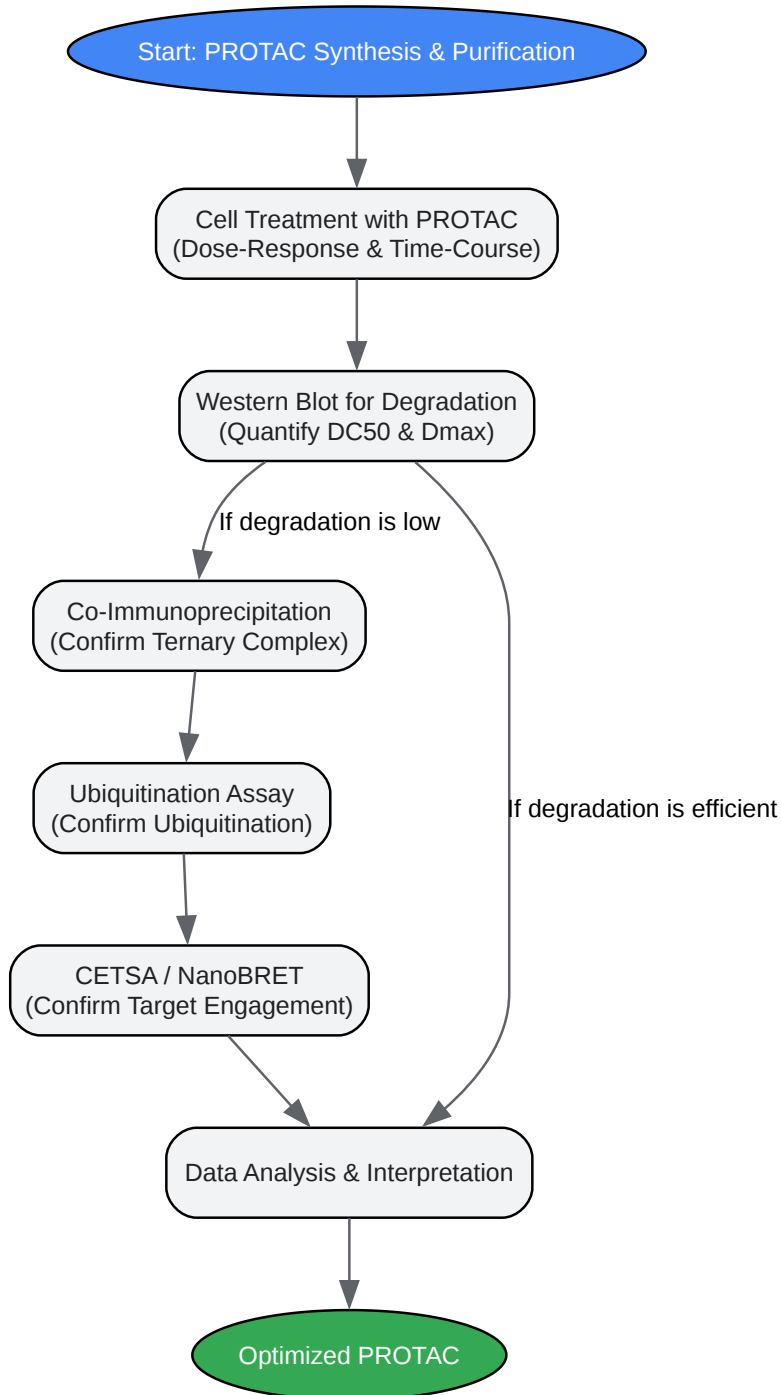 Start: PROTAC Synthesis & Purification
Cell Treatment with PROTAC
(Dose-Response & Time-Course)
Western Blot for Degradation
(Quantify DC50 & Dmax)
If degradation is low
Co-Immunoprecipitation
(Confirm Ternary Complex)
Ubiquitination Assay
(Confirm Ubiquitination)
If degradation is efficient
CETSA / NanoBRET
(Confirm Target Engagement)
Data Analysis & Interpretation
Optimized PROTAC